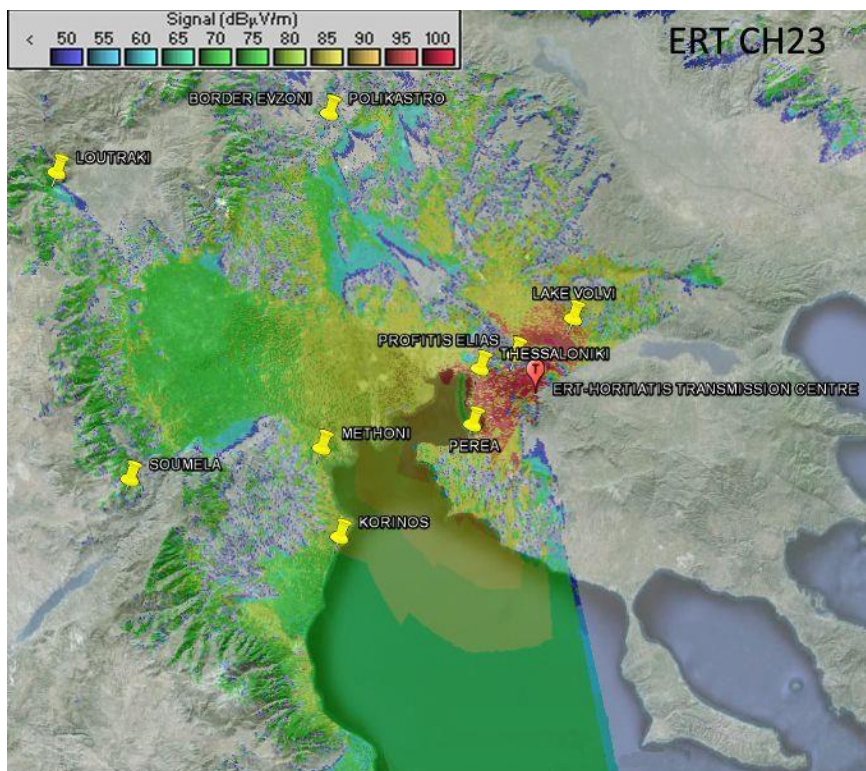 Signal (dBµV/m)
< 50 55 60 65 70 75 80 85 90 95 100
ERT CH23
BORDER EVZONI POLIKASTRO
LOUTRAKI
LAKE VOLVI
PROFITIS ELIAS
THESSALONIKI
T
ERT-HORTIATIS TRANSMISSION CENTRE
METHONI
PEREA
SOUMELA
KORINOS